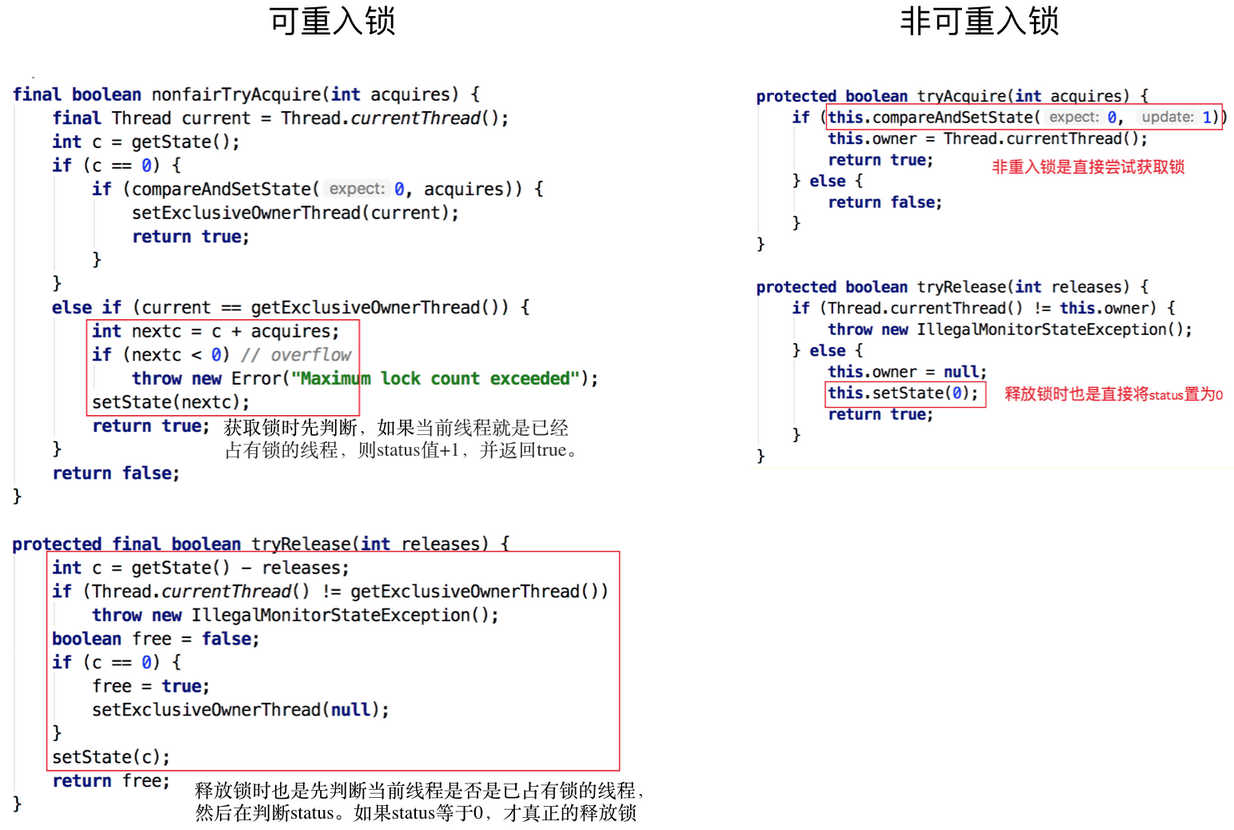 可重入锁
final boolean nonfairTryAcquire(int acquires) {
final Thread current = Thread.currentThread();
int c = getState();
if (c == 0) {
if (compareAndSetState( expect: 0, acquires)) {
setExclusiveOwnerThread(current);
return true;
}
}
else if (current == getExclusiveOwnerThread()) {
int nextc = c + acquires;
if (nextc < 0) // overflow
throw new Error("Maximum lock count exceeded");
setState(nextc);
return true; 获取锁时先判断，如果当前线程就是已经
} 占有锁的线程，则status值+1，并返回true。
return false;
}
protected final boolean tryRelease(int releases) {
int c = getState() - releases;
if (Thread.currentThread() != getExclusiveOwnerThread())
throw new IllegalMonitorStateException();
boolean free = false;
if (c == 0) {
free = true;
setExclusiveOwnerThread(null);
}
setState(c);
return free; 释放锁时也是先判断当前线程是否是已占有锁的线程，
} 然后在判断status。如果status等于0，才真正的释放锁
非可重入锁
protected boolean tryAcquire(int acquires) {
if (this.compareAndSetState( expect: 0, update: 1))
this.owner = Thread.currentThread();
return true; 非重入锁是直接尝试获取锁
} else {
return false;
}
}
protected boolean tryRelease(int releases) {
if (Thread.currentThread() != this.owner) {
throw new IllegalMonitorStateException();
} else {
this.owner = null;
this.setState(0); 释放锁时也是直接将status置为0
return true;
}
}